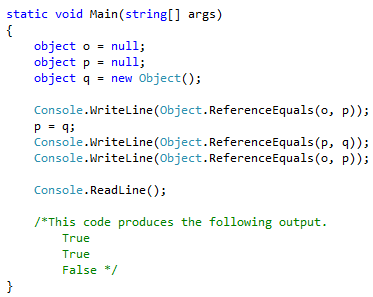 static void Main(string[] args)
{
    object o = null;
    object p = null;
    object q = new Object();

    Console.WriteLine(Object.ReferenceEquals(o, p));
    p = q;
    Console.WriteLine(Object.ReferenceEquals(p, q));
    Console.WriteLine(Object.ReferenceEquals(o, p));

    Console.ReadLine();

    /*This code produces the following output.
        True
        True
        False */
}